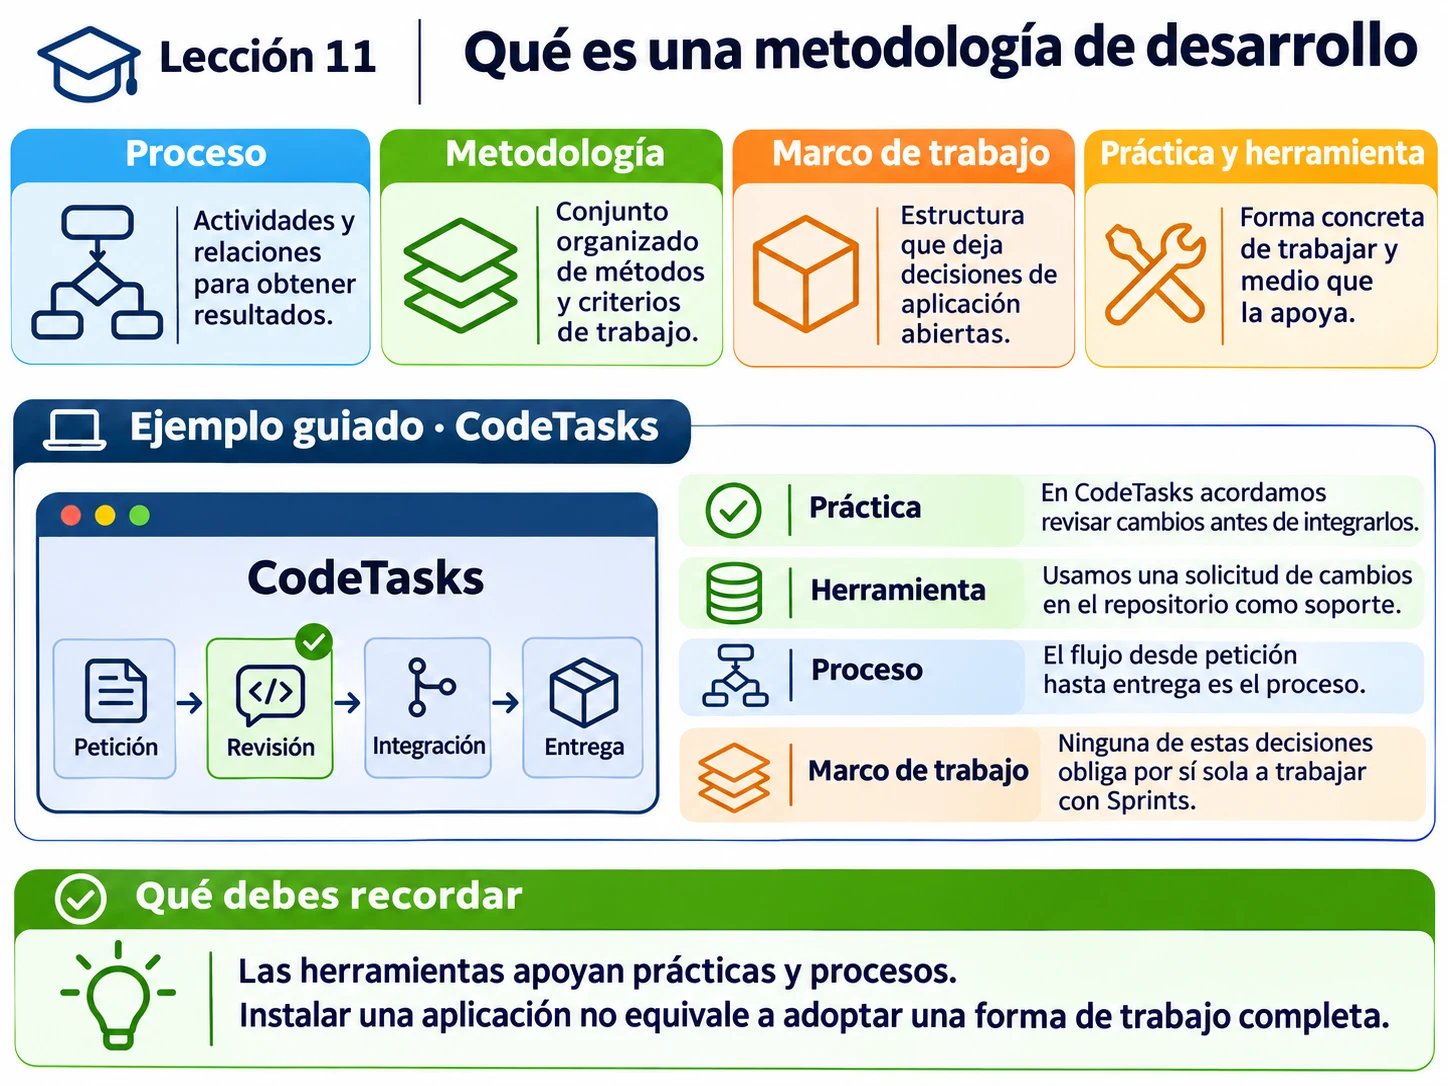 Lección 11
Qué es una metodología de desarrollo
Proceso
Actividades y
relaciones
para obtener
resultados.
Metodología
Conjunto
organizado
de métodos
y criterios
de trabajo.
Marco de trabajo
Estructura
que deja
decisiones de
aplicación
abiertas.
Práctica y herramienta
Forma concreta
de trabajar y
medio que
la apoya.
Ejemplo guiado · CodeTasks
CodeTasks
Petición
Revisión
Integración
Entrega
Práctica
En CodeTasks acordamos
revisar cambios antes de integrarlos.
Herramienta
Usamos una solicitud de cambios
en el repositorio como soporte.
Proceso
El flujo desde petición
hasta entrega es el proceso.
Marco de trabajo
Ninguna de estas decisiones
obliga por sí sola a trabajar
con Sprints.
Qué debes recordar
Las herramientas apoyan prácticas y procesos.
Instalar una aplicación no equivale a adoptar una forma de trabajo completa.